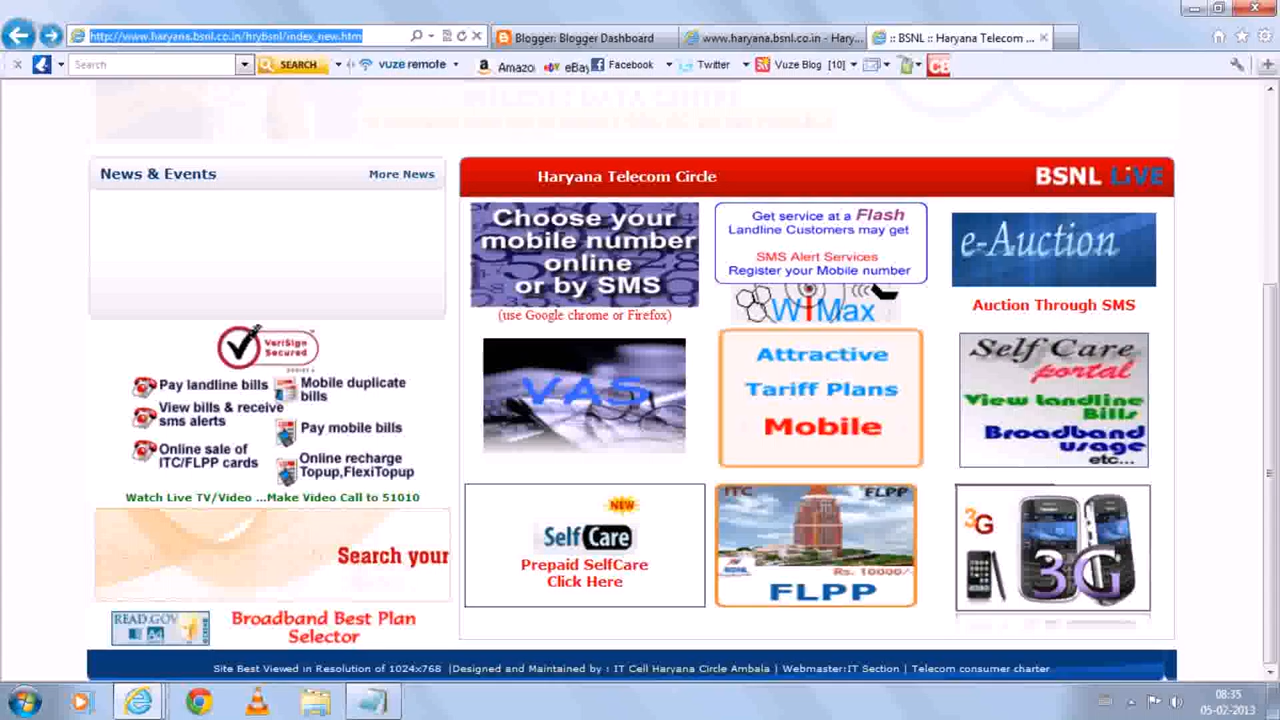 http://www.haryana.bsnl.co.in/hrybsnl/index_new.htm
Blogger: Blogger Dashboard
www.haryana.bsnl.co.in - Hary...
:: BSNL :: Haryana Telecom ...
Search
SEARCH
vuze remote
Amazo
eBay
Facebook
Twitter
Vuze Blog [10]
News & Events
More News
Haryana Telecom Circle
BSNL LiVE
Choose your
mobile number
online
or by SMS
(use Google chrome or Firefox)
Get service at a Flash
Landline Customers may get
SMS Alert Services
Register your Mobile number
WiMax
e-Auction
Auction Through SMS
VeriSign
Secured
Pay landline bills
View bills & receive
sms alerts
Online sale of
ITC/FLPP cards
Mobile duplicate
bills
Pay mobile bills
Online recharge
Topup,FlexiTopup
VAS
Attractive
Tariff Plans
Mobile
Self Care
portal
View landline
Bills
Broadband
usage
etc...
Watch Live TV/Video ...Make Video Call to 51010
Search your
NEW
SelfCare
Prepaid SelfCare
Click Here
ITC FLPP
Rs. 10000/-
FLPP
3G
3G
READ.GOV
Broadband Best Plan
Selector
Site Best Viewed in Resolution of 1024x768 |Designed and Maintained by : IT Cell Haryana Circle Ambala | Webmaster:IT Section | Telecom consumer charter
08:35
05-02-2013